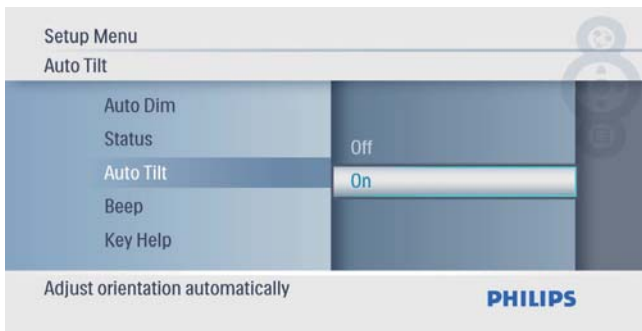 Setup Menu
Auto Tilt
Auto Dim
Status
Auto Tilt
Beep
Key Help
Off
On
Adjust orientation automatically
PHILIPS